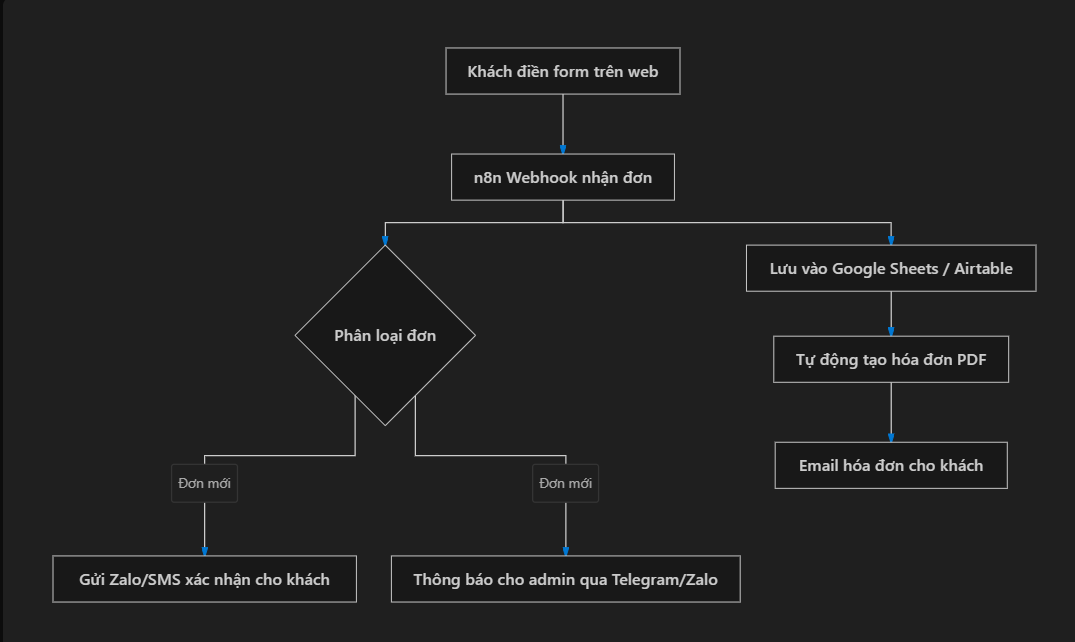 Khách điền form trên web
n8n Webhook nhận đơn
Lưu vào Google Sheets / Airtable
Phân loại đơn
Tự động tạo hóa đơn PDF
Email hóa đơn cho khách
Đơn mới
Đơn mới
Gửi Zalo/SMS xác nhận cho khách
Thông báo cho admin qua Telegram/Zalo